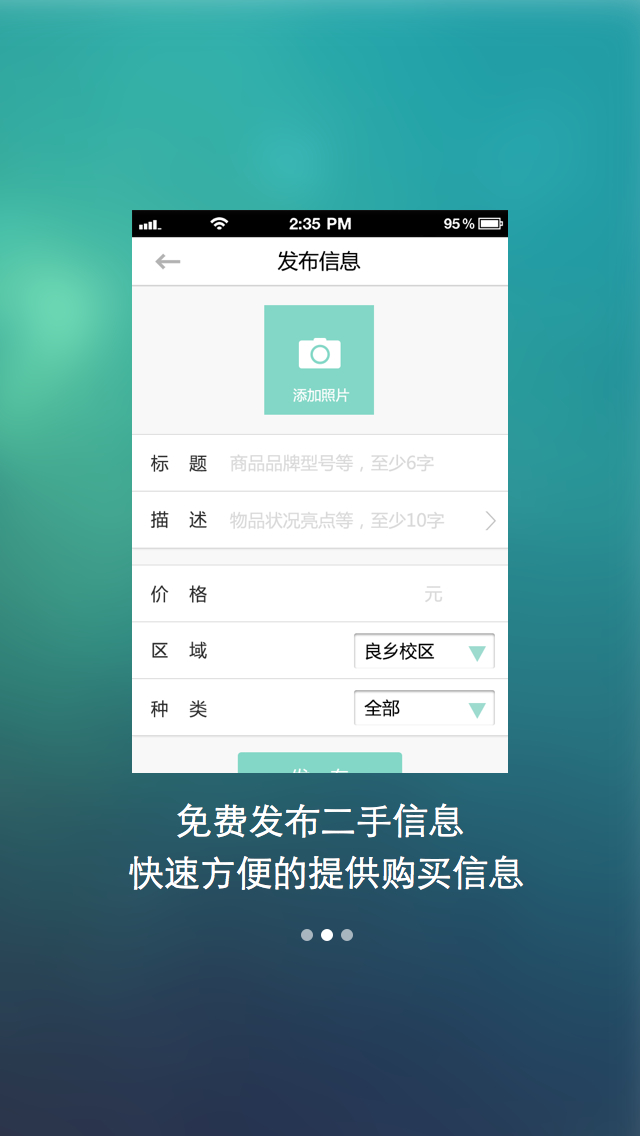 2:35 PM 95%
发布信息
添加照片
标 题 商品品牌型号等，至少6字
描 述 物品状况亮点等，至少10字
价 格 元
区 域 良乡校区
种 类 全部
发 布
免费发布二手信息
快速方便的提供购买信息